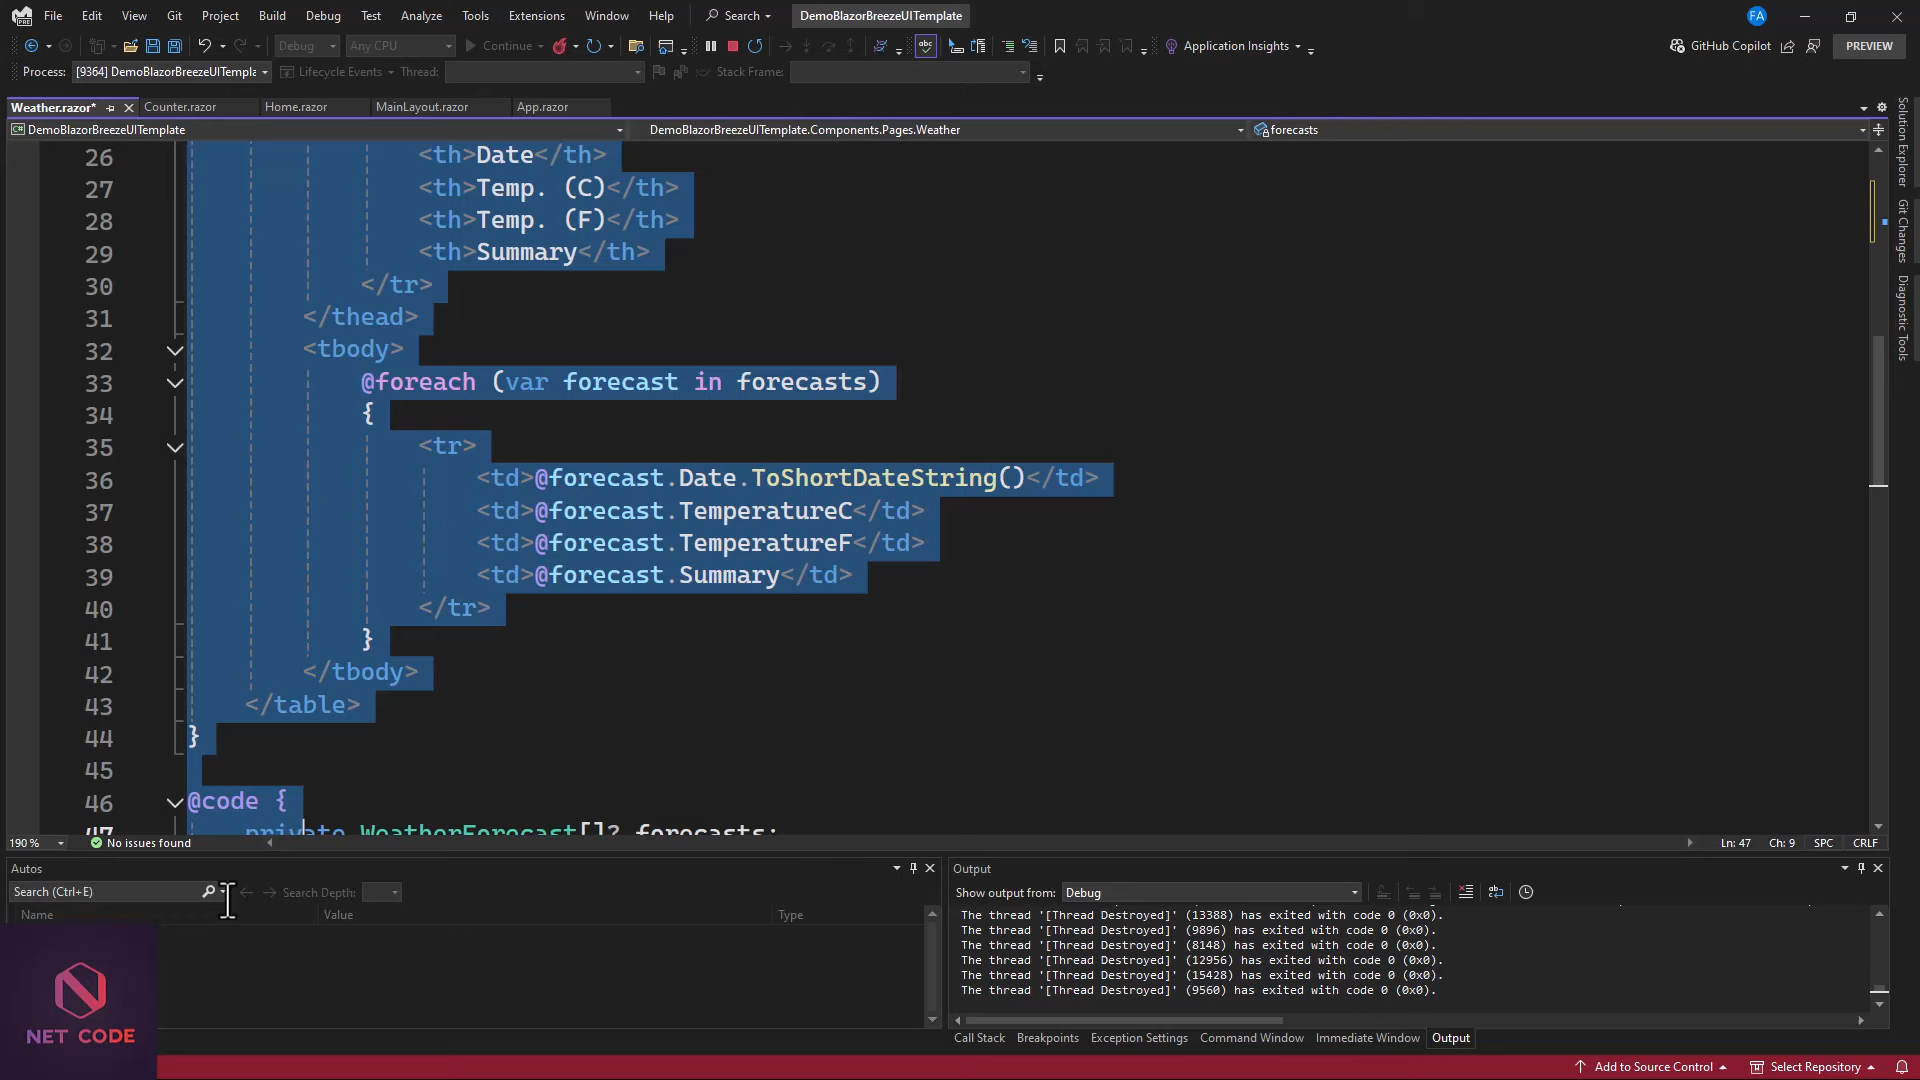 File Edit View Git Project Build Debug Test Analyze Tools Extensions Window Help Search DemoBlazorBreezeUITemplate FA
Debug Any CPU Continue Application Insights GitHub Copilot PREVIEW
Process: [9364] DemoBlazorBreezeUITempla Lifecycle Events Thread: Stack Frame:
Weather.razor* Counter.razor Home.razor MainLayout.razor App.razor
DemoBlazorBreezeUITemplate DemoBlazorBreezeUITemplate.Components.Pages.Weather forecasts
26 <th>Date</th>
27 <th>Temp. (C)</th>
28 <th>Temp. (F)</th>
29 <th>Summary</th>
30 </tr>
31 </thead>
32 <tbody>
33 @foreach (var forecast in forecasts)
34 {
35 <tr>
36 <td>@forecast.Date.ToShortDateString()</td>
37 <td>@forecast.TemperatureC</td>
38 <td>@forecast.TemperatureF</td>
39 <td>@forecast.Summary</td>
40 </tr>
41 }
42 </tbody>
43 </table>
44 }
45
46 @code {
47 private WeatherForecast[]? forecasts;
190 % No issues found Ln: 47 Ch: 9 SPC CRLF
Solution Explorer
Git Changes
Diagnostic Tools
Autos
Search (Ctrl+E) Search Depth:
Name Value Type
Output
Show output from: Debug
The thread '[Thread Destroyed]' (13388) has exited with code 0 (0x0).
The thread '[Thread Destroyed]' (9896) has exited with code 0 (0x0).
The thread '[Thread Destroyed]' (8148) has exited with code 0 (0x0).
The thread '[Thread Destroyed]' (12956) has exited with code 0 (0x0).
The thread '[Thread Destroyed]' (15428) has exited with code 0 (0x0).
The thread '[Thread Destroyed]' (9560) has exited with code 0 (0x0).
Call Stack Breakpoints Exception Settings Command Window Immediate Window Output
NET CODE
Add to Source Control Select Repository